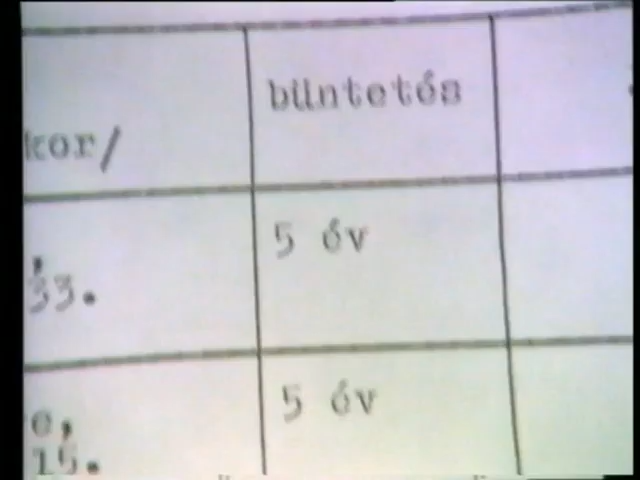 büntetés
kor/
5 év
33.
5 év
e,
15.